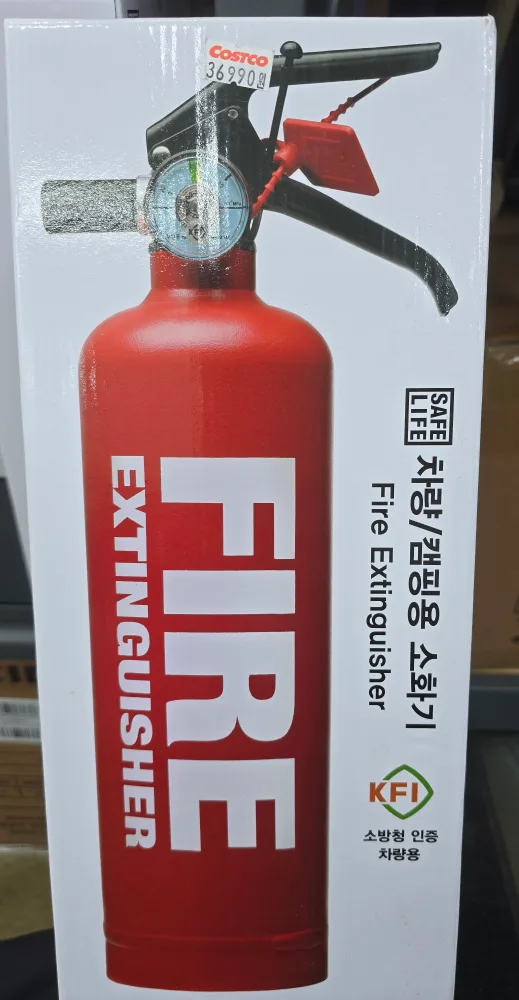 COSTCO
36990원
SAFE
LIFE
차량/캠핑용 소화기
Fire Extinguisher
FIRE
EXTINGUISHER
KFI
소방청 인증
차량용